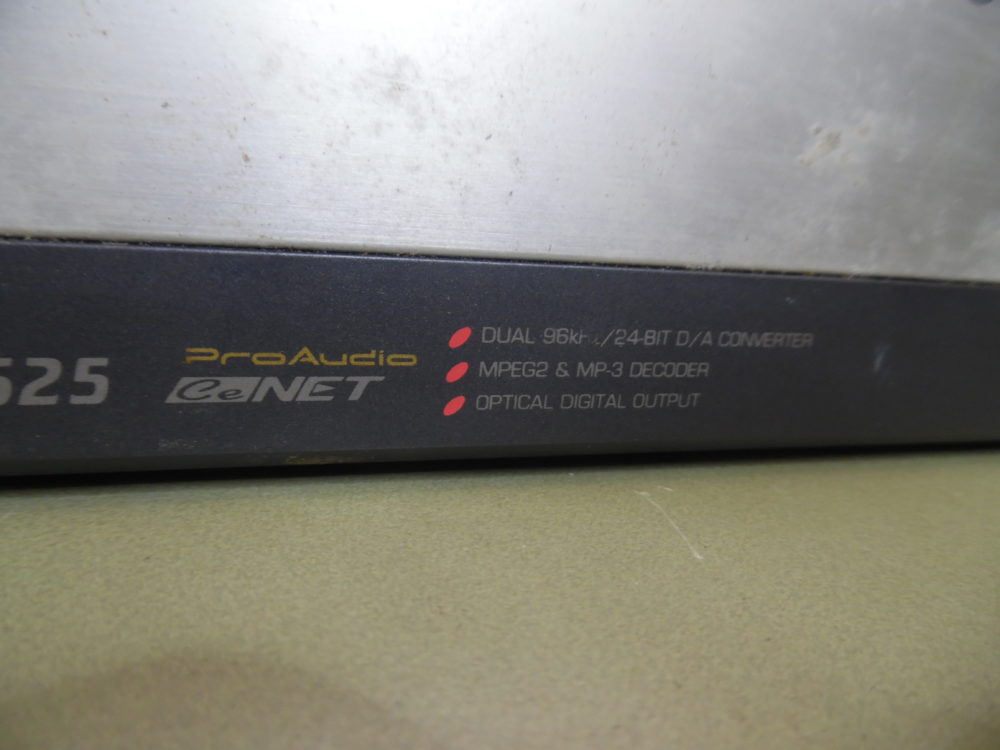 525
ProAudio
CeNET
DUAL 96kHz/24-BIT D/A CONVERTER
MPEG2 & MP-3 DECODER
OPTICAL DIGITAL OUTPUT